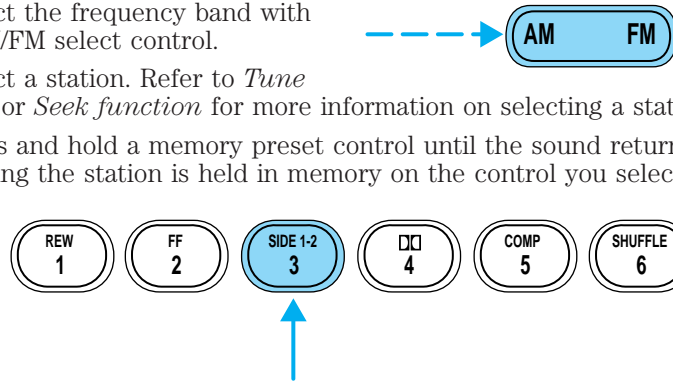 ct the frequency band with
/FM select control.
AM FM
ct a station. Refer to Tune
or Seek function for more information on selecting a stat
s and hold a memory preset control until the sound return
ng the station is held in memory on the control you selec
REW FF SIDE 1-2 COMP SHUFFLE
1 2 3 4 5 6